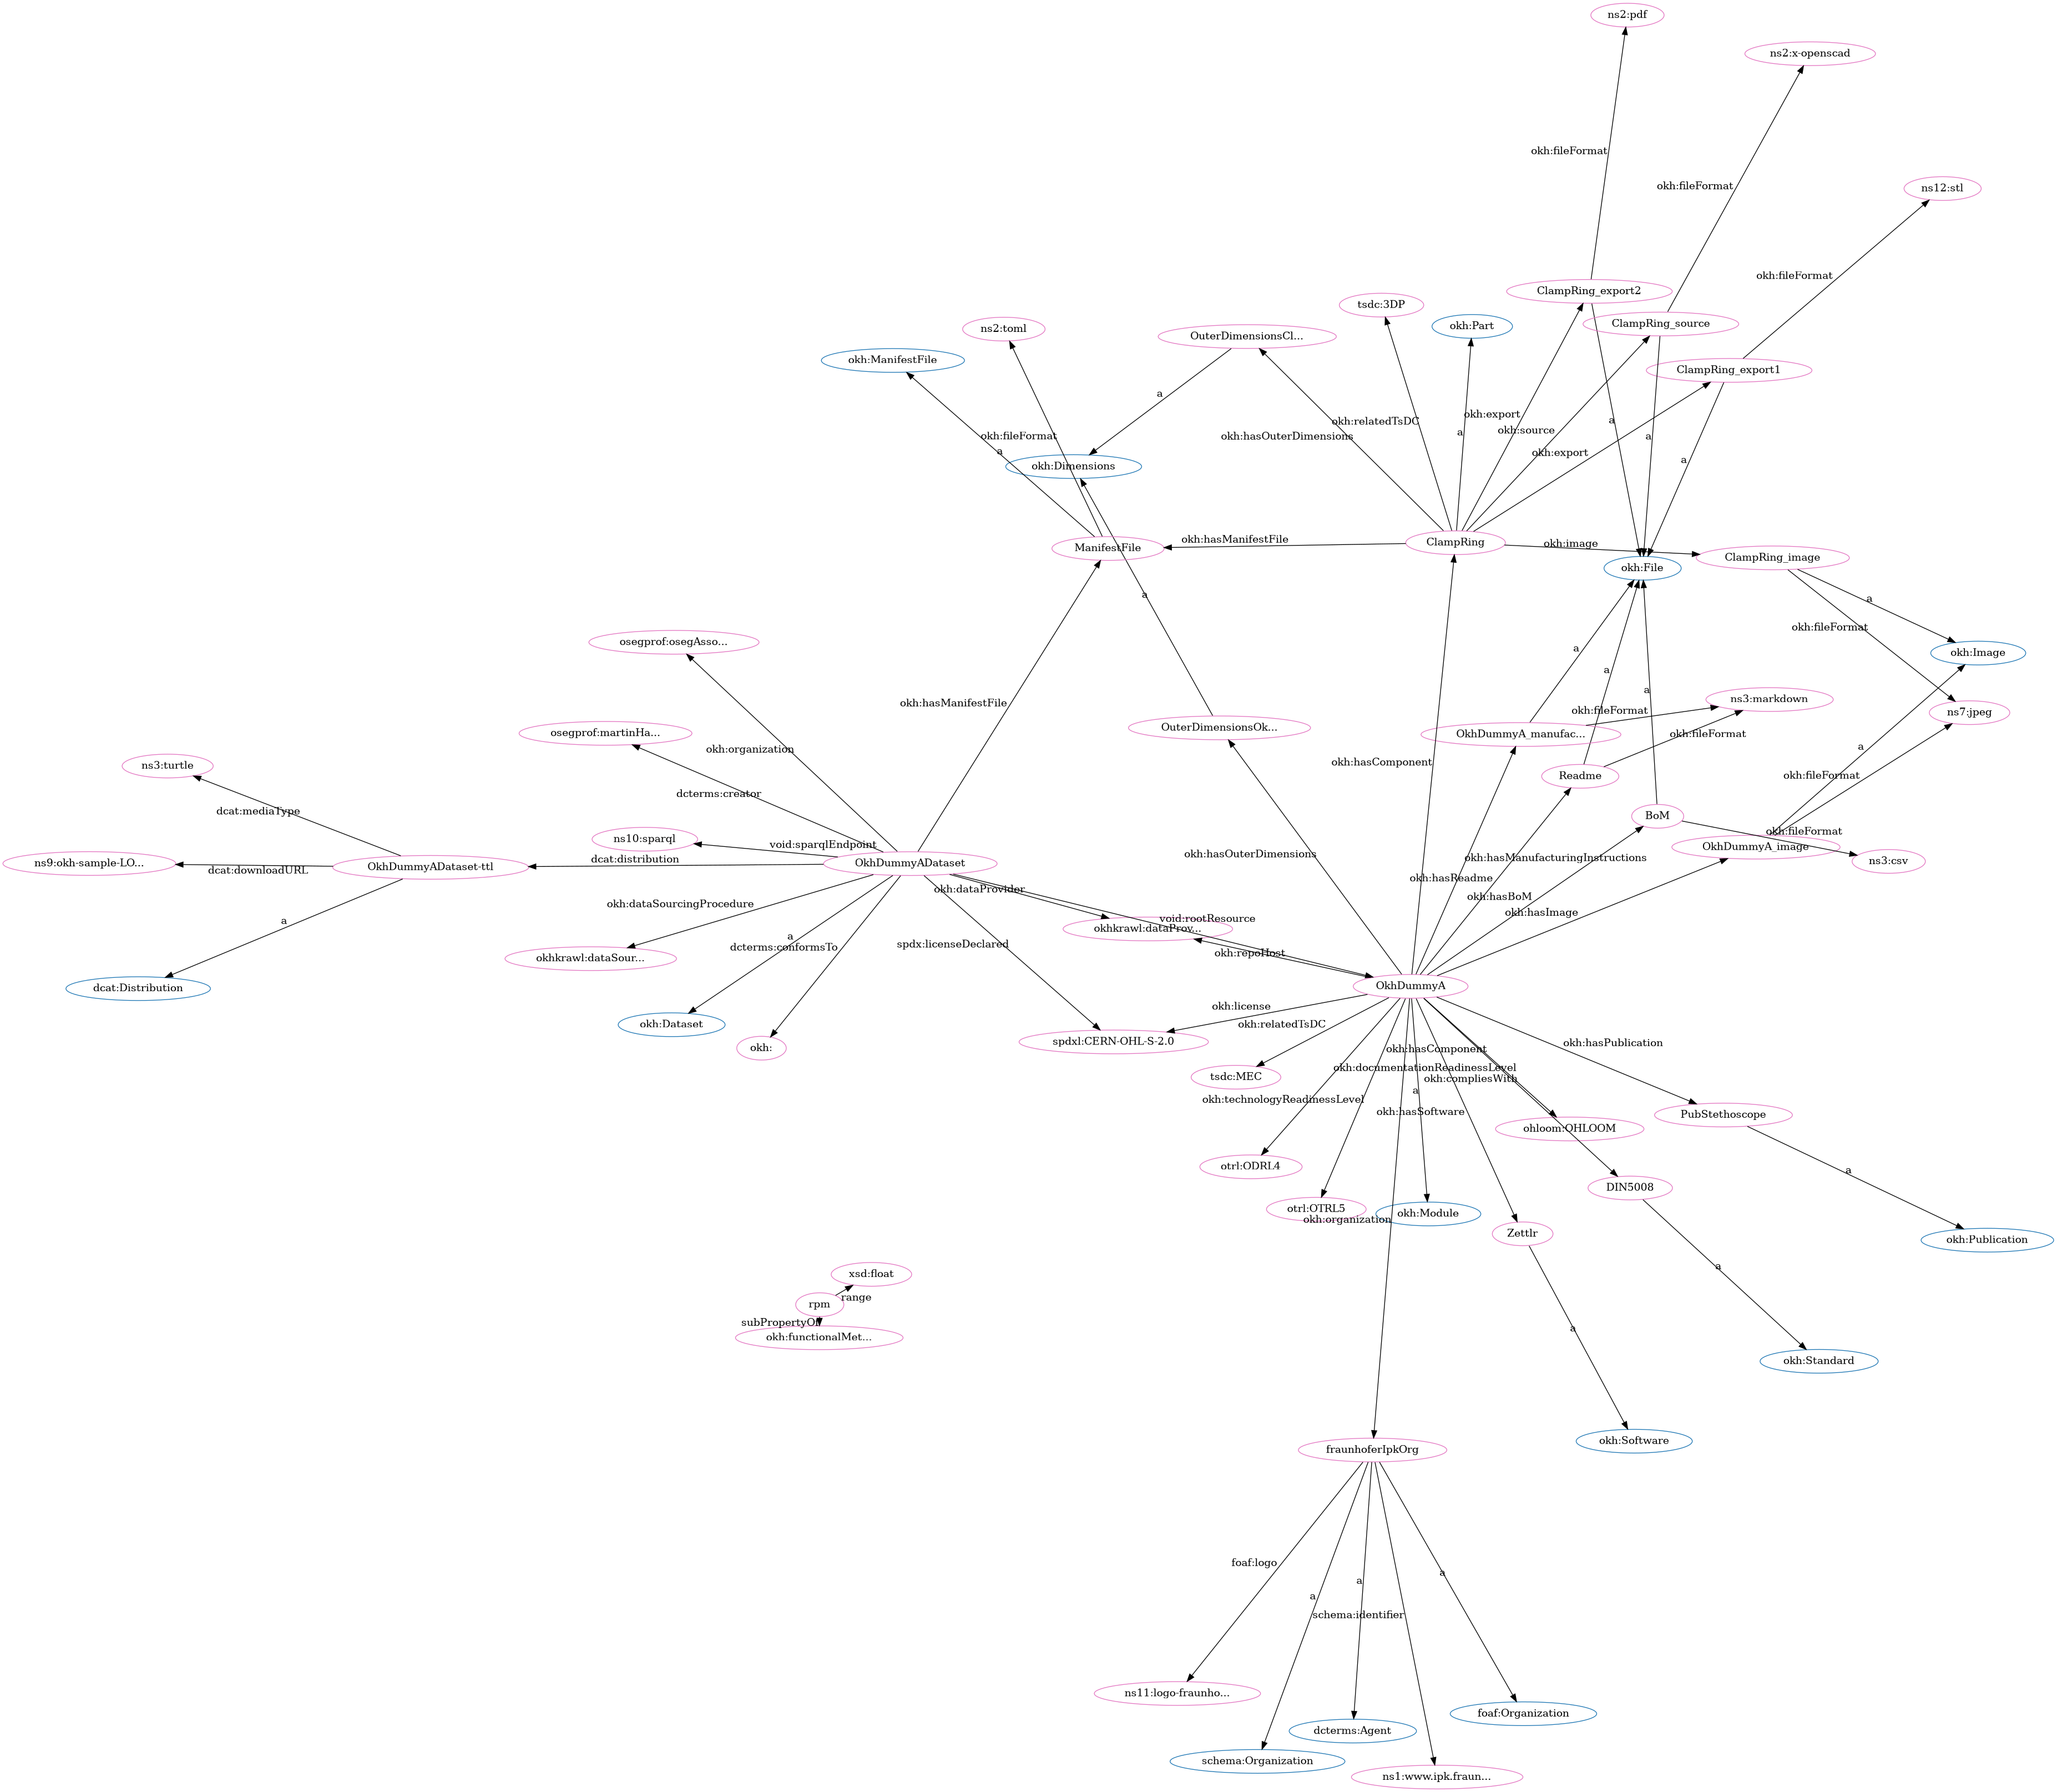 ns2:pdf
ns2:x-openscad
okh:fileFormat
okh:fileFormat
ns12:stl
okh:fileFormat
ClampRing_export2
tsdc:3DP
ClampRing_source
okh:Part
ns2:toml
OuterDimensionsCl...
okh:ManifestFile
ClampRing_export1
a
okh:export
okh:relatedTsDC
a
okh:source
a
a
okh:fileFormat
okh:hasOuterDimensions
a
okh:export
a
okh:Dimensions
okh:hasManifestFile
ClampRing
okh:image
ManifestFile
ClampRing_image
okh:File
a
a
okh:fileFormat
osegprof:osegAsso...
a
okh:Image
a
a
okh:hasManifestFile
ns3:markdown
okh:fileFormat
ns7:jpeg
OuterDimensionsOk...
osegprof:martinHa...
OkhDummyA_manufac...
okh:fileFormat
okh:organization
a
okh:hasComponent
ns3:turtle
Readme
okh:fileFormat
dcterms:creator
dcat:mediaType
BoM
okh:fileFormat
ns10:sparql
void:sparqlEndpoint
OkhDummyA_image
okh:hasOuterDimensions
okh:hasManufacturingInstructions
dcat:distribution
ns9:okh-sample-LO...
OkhDummyADataset-ttl
OkhDummyADataset
ns3:csv
dcat:downloadURL
okh:hasReadme
okh:dataProvider
okh:hasBoM
okh:dataSourcingProcedure
okh:hasImage
a
void:rootResource
okhkrawl:dataProv...
a
dcterms:conformsTo
spdx:licenseDeclared
okh:repoHost
okhkrawl:dataSour...
dcat:Distribution
OkhDummyA
okh:license
okh:Dataset
okh:relatedTsDC
okh:
spdxl:CERN-OHL-S-2.0
okh:hasPublication
okh:hasComponent
okh:documentationReadinessLevel
tsdc:MEC
okh:compliesWith
a
okh:technologyReadinessLevel
okh:hasSoftware
PubStethoscope
ohloom:OHLOOM
otrl:ODRL4
a
DIN5008
otrl:OTRL5
okh:Module
okh:organization
Zettlr
okh:Publication
a
xsd:float
range
rpm
subPropertyOf
okh:functionalMet...
a
okh:Standard
okh:Software
fraunhoferIpkOrg
foaf:logo
a
a
a
schema:identifier
ns11:logo-fraunho...
foaf:Organization
dcterms:Agent
schema:Organization
ns1:www.ipk.fraun...